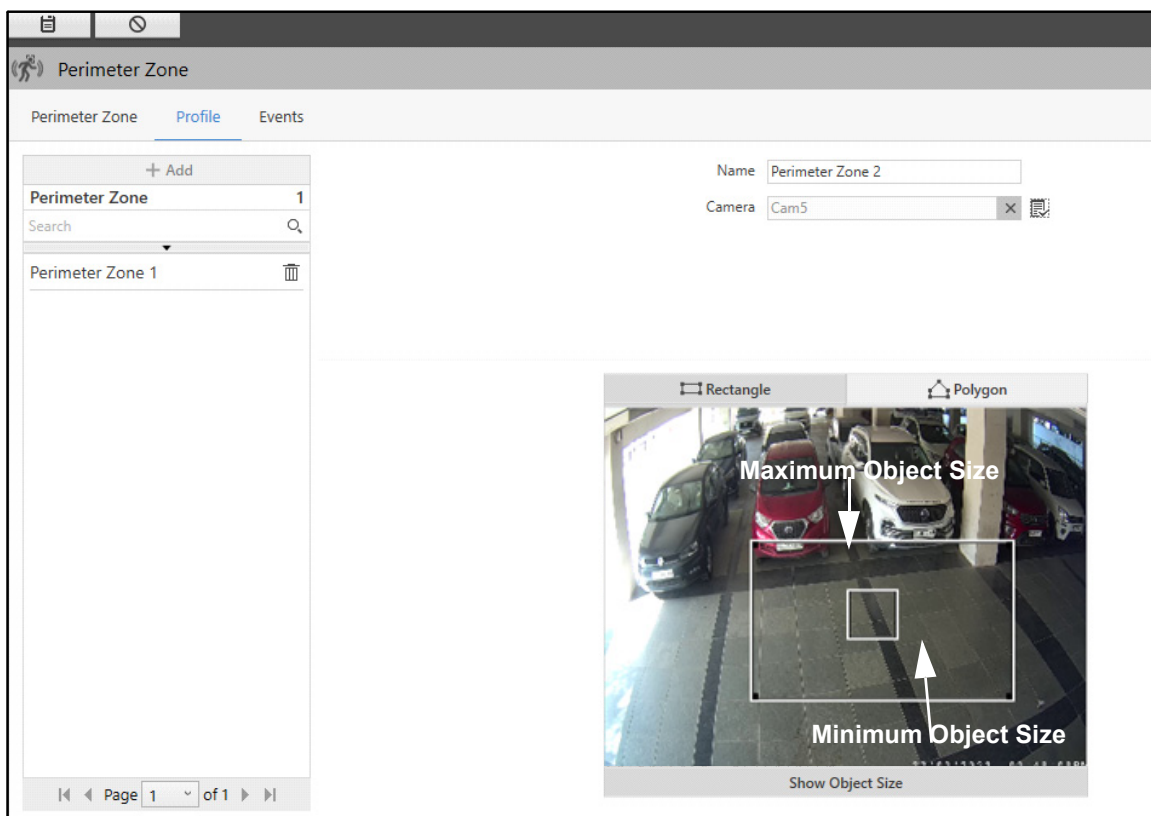 Perimeter Zone
Perimeter Zone Profile Events
+ Add
Perimeter Zone 1
Search
Perimeter Zone 1
Page 1 of 1
Name Perimeter Zone 2
Camera Cam5
Rectangle Polygon
Maximum Object Size
Minimum Object Size
Show Object Size